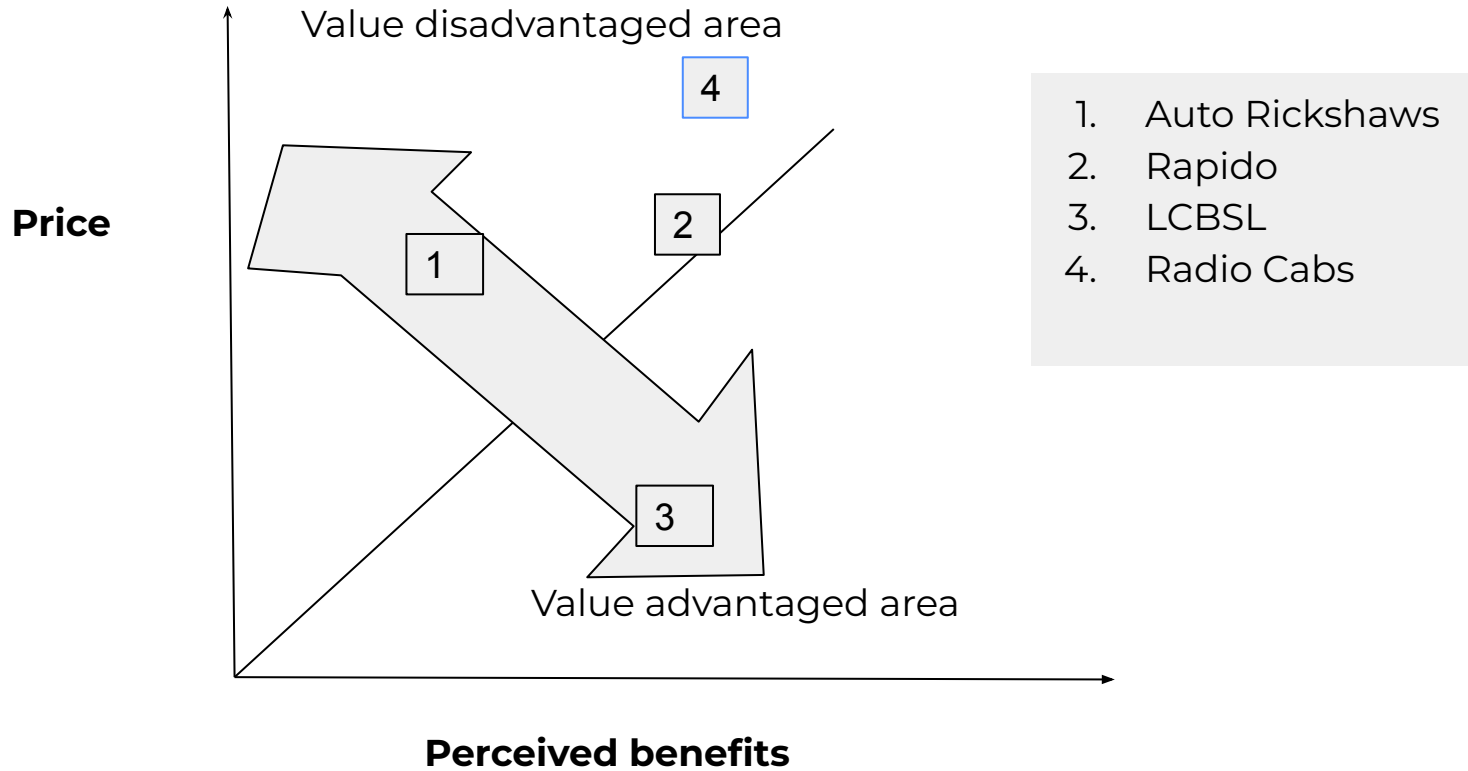 Value disadvantaged area
4
Price
2
1
3
Value advantaged area
Perceived benefits
1. Auto Rickshaws
2. Rapido
3. LCBSL
4. Radio Cabs